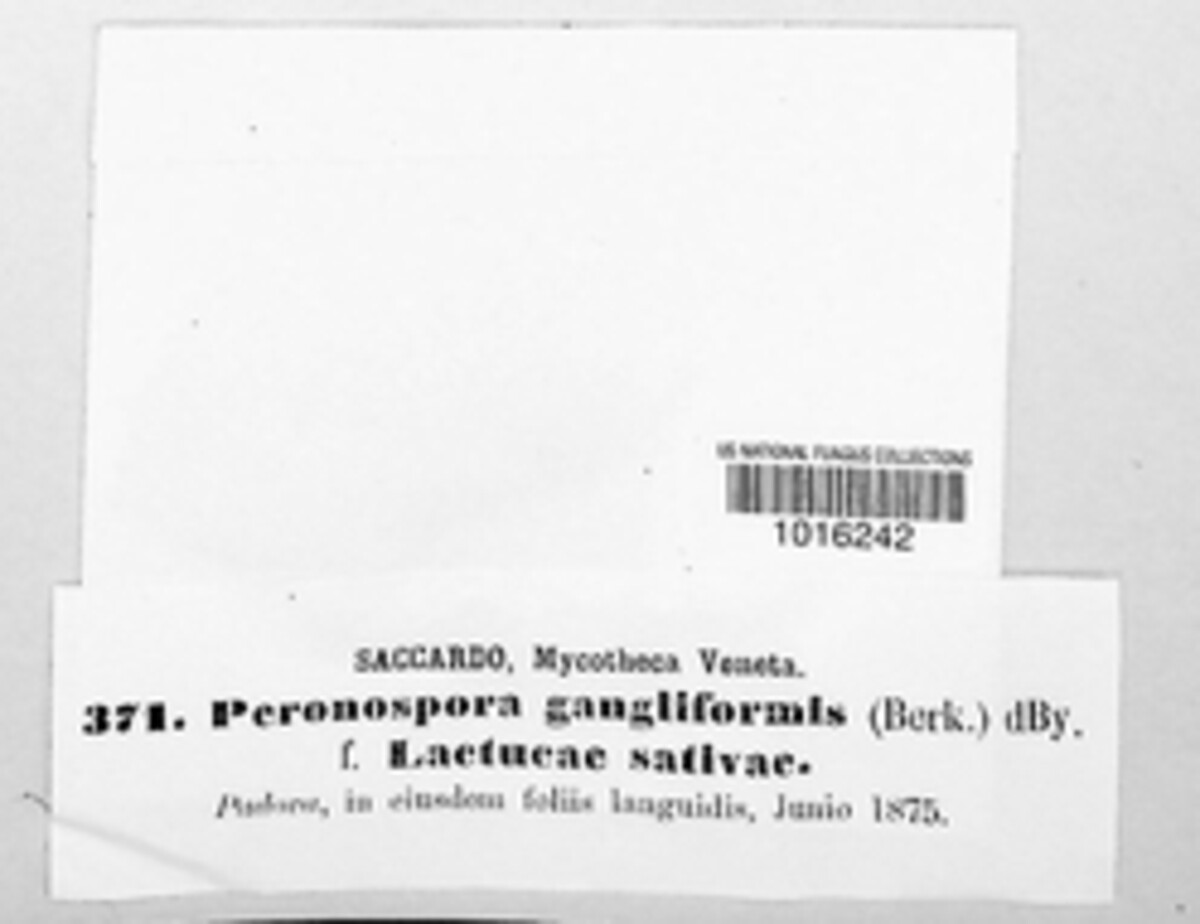 US NATIONAL FUNGUS COLLECTIONS
1016242
SACCARDO, Mycotheca Veneta.
371. Peronospora gangliformis (Berk.) dBy.
f. Lactucae sativae.
Padova, in eiusdem foliis languidis, Junio 1875.